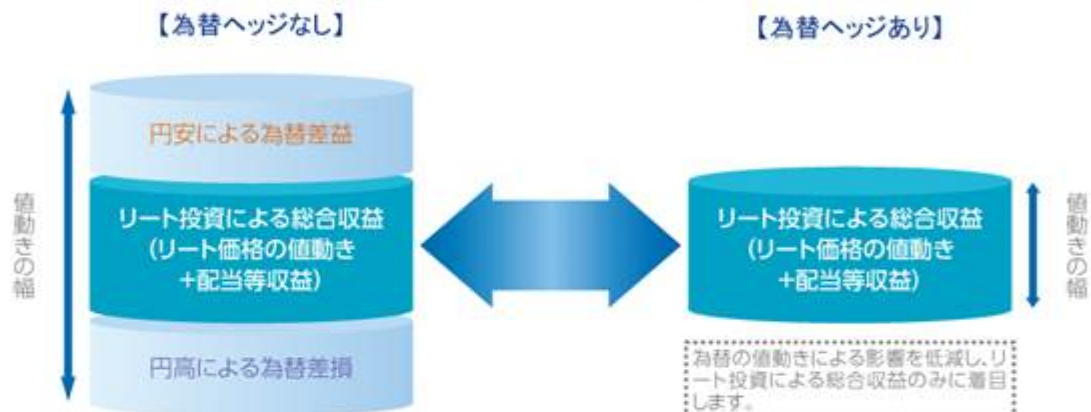 【為替ヘッジなし】
【為替ヘッジあり】
値動きの幅
円安による為替差益
リート投資による総合収益
(リート価格の値動き
+配当等収益)
円高による為替差損
リート投資による総合収益
(リート価格の値動き
+配当等収益)
値動きの幅
為替の値動きによる影響を低減し、リ
ート投資による総合収益のみに着目
します。